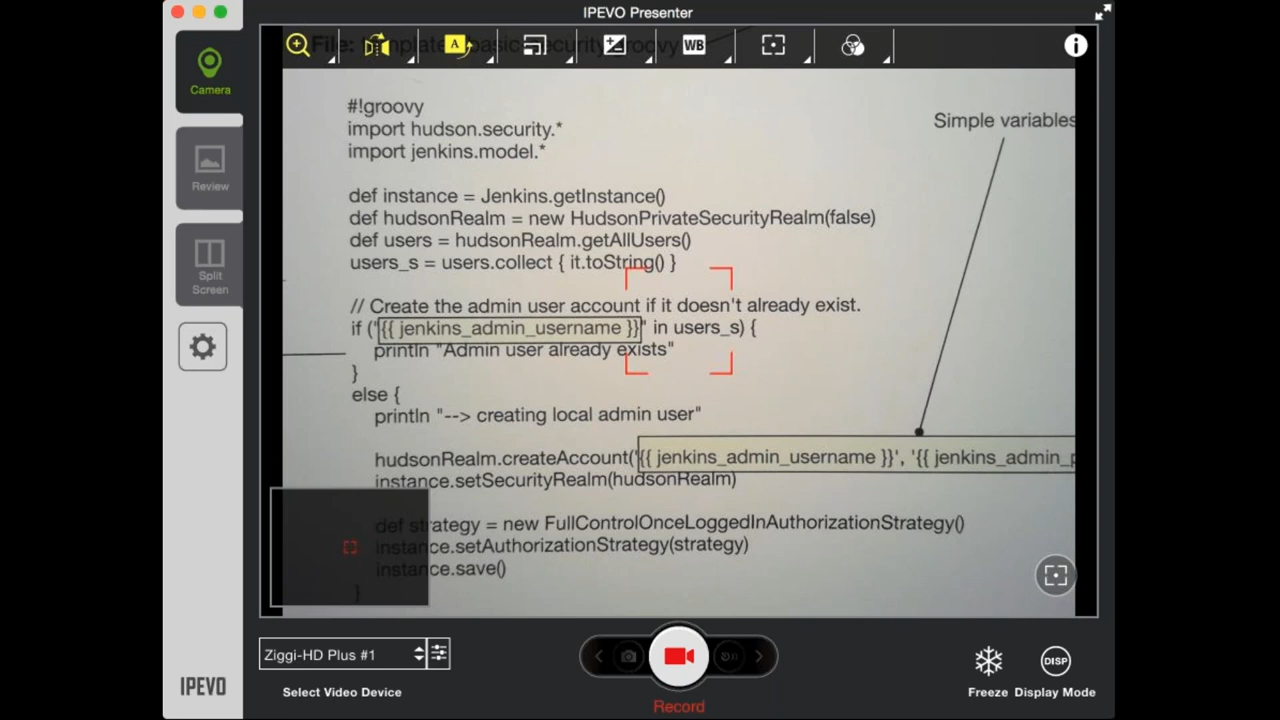 IPEVO Presenter
File: templates/basic-security.groovy
A
WB
Camera
Review
Split
Screen
#!groovy
import hudson.security.*
import jenkins.model.*
Simple variables
def instance = Jenkins.getInstance()
def hudsonRealm = new HudsonPrivateSecurityRealm(false)
def users = hudsonRealm.getAllUsers()
users_s = users.collect { it.toString() }
// Create the admin user account if it doesn't already exist.
if ("{{ jenkins_admin_username }}" in users_s) {
println "Admin user already exists"
}
else {
println "--> creating local admin user"
hudsonRealm.createAccount('{{ jenkins_admin_username }}', '{{ jenkins_admin_p
instance.setSecurityRealm(hudsonRealm)
def strategy = new FullControlOnceLoggedInAuthorizationStrategy()
instance.setAuthorizationStrategy(strategy)
instance.save()
}
Ziggi-HD Plus #1
Select Video Device
IPEVO
Record
DISP
Freeze
Display Mode